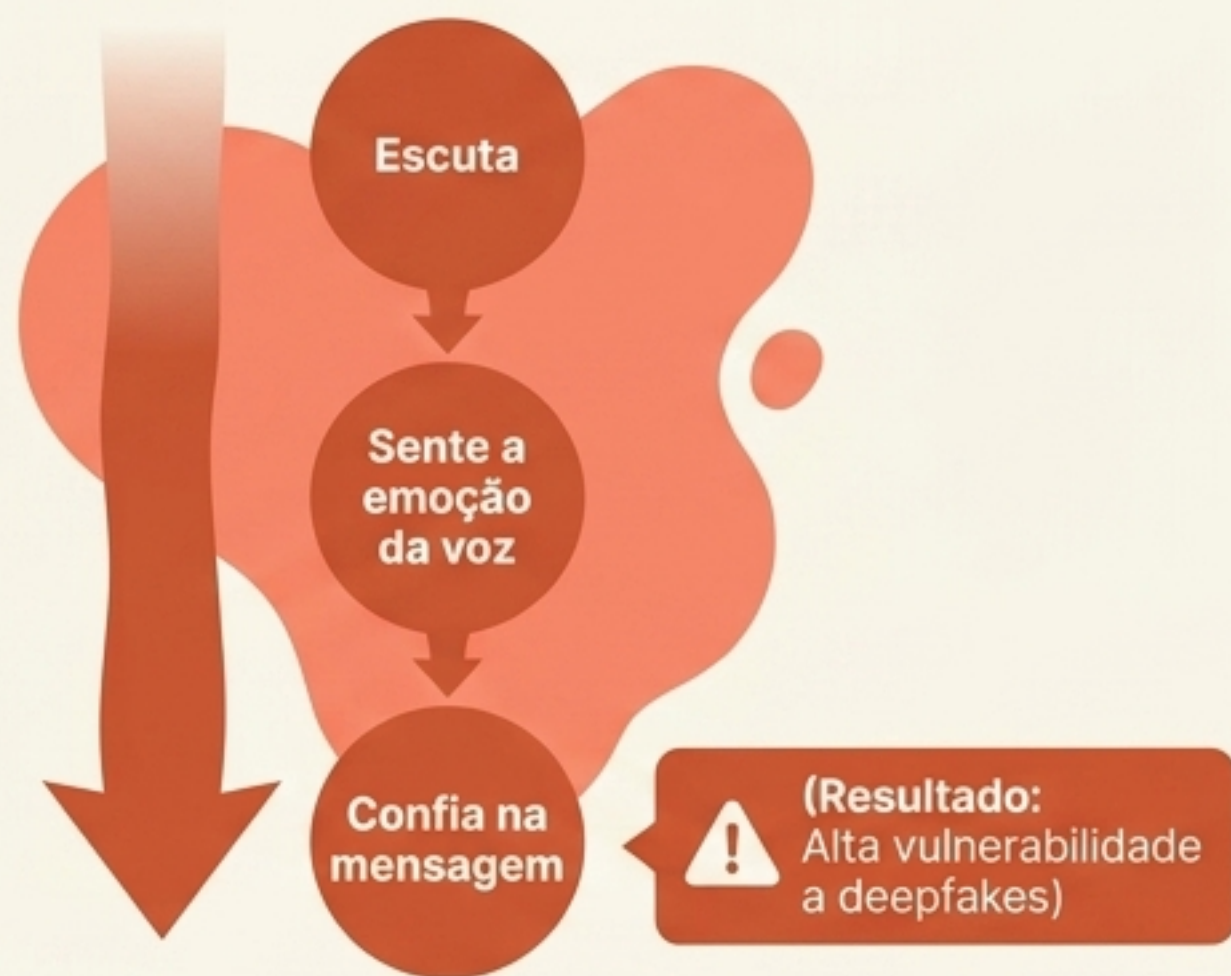 Escuta
Sente a
emoção
da voz
Confia na
mensagem
(Resultado:
Alta vulnerabilidade
a deepfakes)